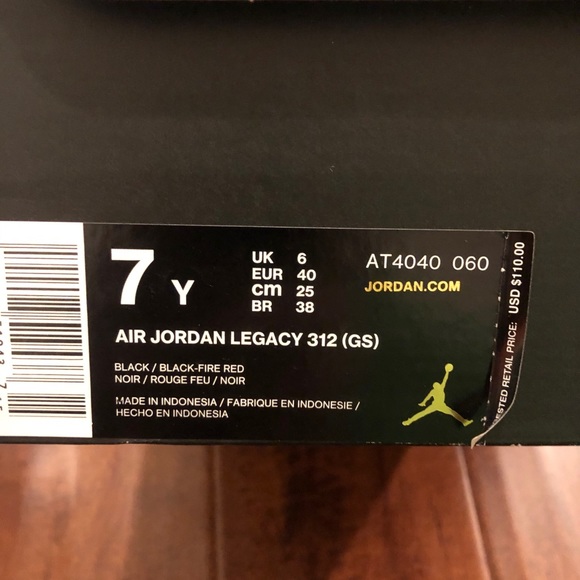 7 Y
UK 6
EUR 40
cm 25
BR 38
AT4040 060
JORDAN.COM
AIR JORDAN LEGACY 312 (GS)
BLACK / BLACK-FIRE RED
NOIR / ROUGE FEU / NOIR
MADE IN INDONESIA / FABRIQUE EN INDONESIE /
HECHO EN INDONESIA
RETAIL PRICE: USD $110.00